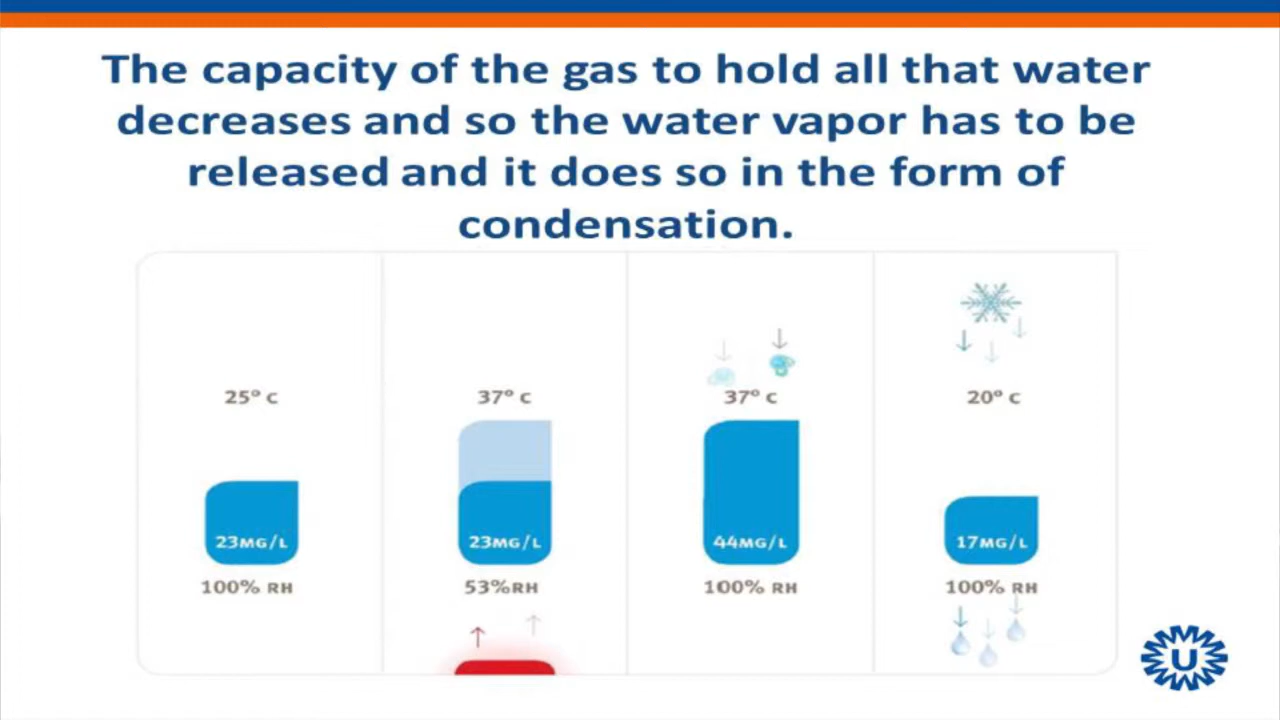 The capacity of the gas to hold all that water
decreases and so the water vapor has to be
released and it does so in the form of
condensation.
25° C
37° C
37° C
20° C
23MG/L
23MG/L
44MG/L
17MG/L
100% RH
53%RH
100% RH
100% RH
U